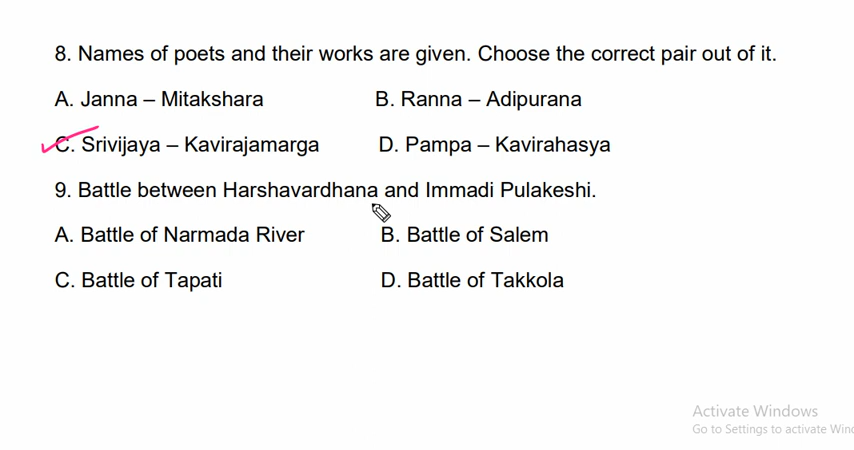 8. Names of poets and their works are given. Choose the correct pair out of it.
A. Janna – Mitakshara B. Ranna – Adipurana
C. Srivijaya – Kavirajamarga D. Pampa – Kavirahasya
9. Battle between Harshavardhana and Immadi Pulakeshi.
A. Battle of Narmada River B. Battle of Salem
C. Battle of Tapati D. Battle of Takkola
Activate Windows
Go to Settings to activate Wind